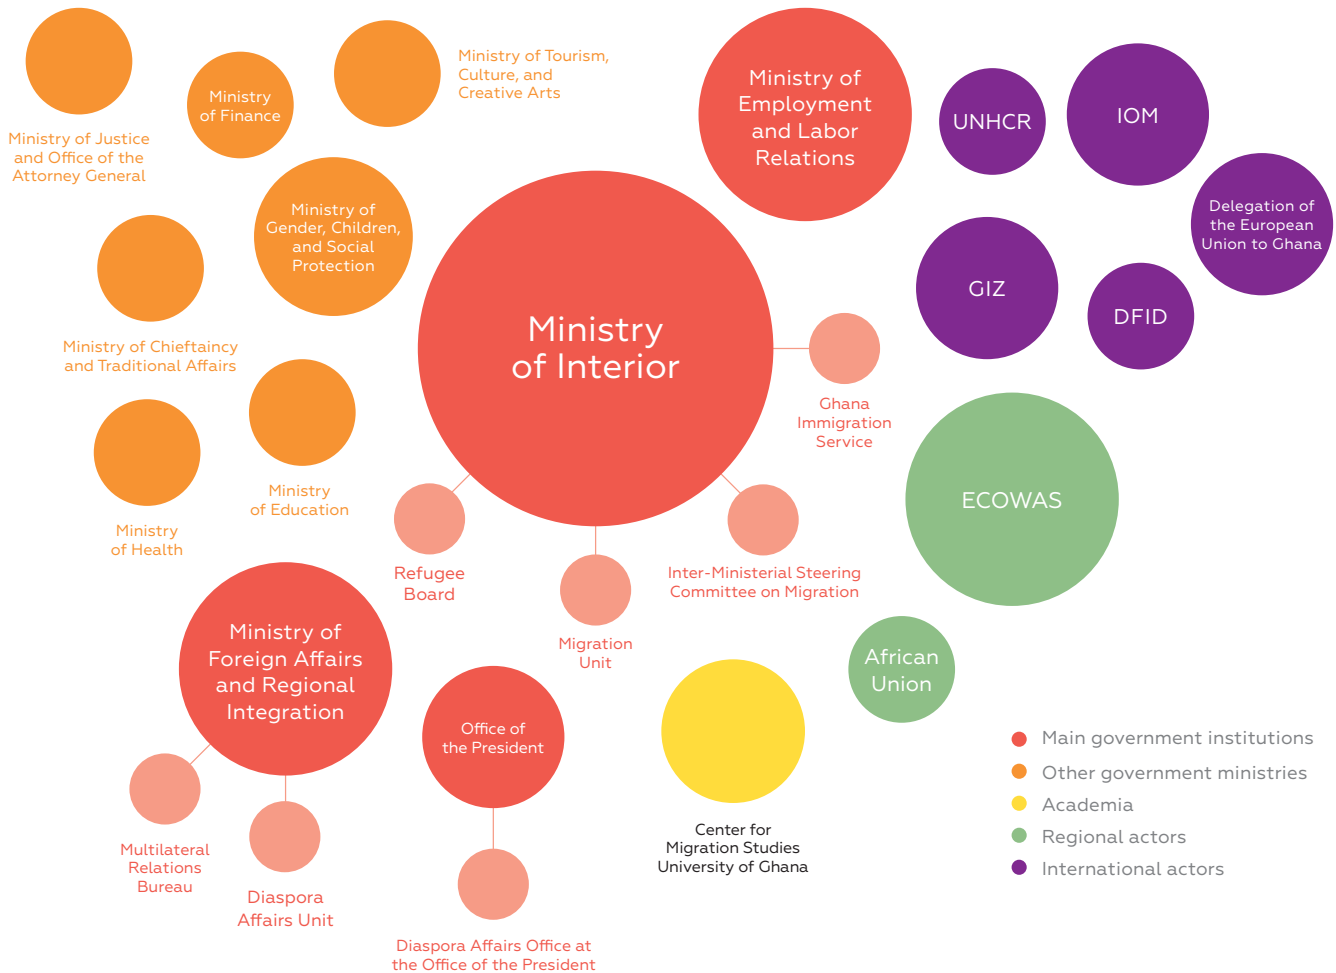 Ministry of Justice
and Office of the
Attorney General
Ministry
of Finance
Ministry of Tourism,
Culture, and
Creative Arts
Ministry of
Gender, Children,
and Social
Protection
Ministry of Chieftaincy
and Traditional Affairs
Ministry
of Health
Ministry
of Education
Ministry of
Employment
and Labor
Relations
UNHCR
IOM
Delegation of
the European
Union to Ghana
GIZ
DFID
Ministry
of Interior
Ghana
Immigration
Service
Refugee
Board
Migration
Unit
Inter-Ministerial Steering
Committee on Migration
ECOWAS
African
Union
Ministry of
Foreign Affairs
and Regional
Integration
Multilateral
Relations
Bureau
Diaspora
Affairs Unit
Office of
the President
Diaspora Affairs Office at
the Office of the President
Center for
Migration Studies
University of Ghana
Main government institutions
Other government ministries
Academia
Regional actors
International actors